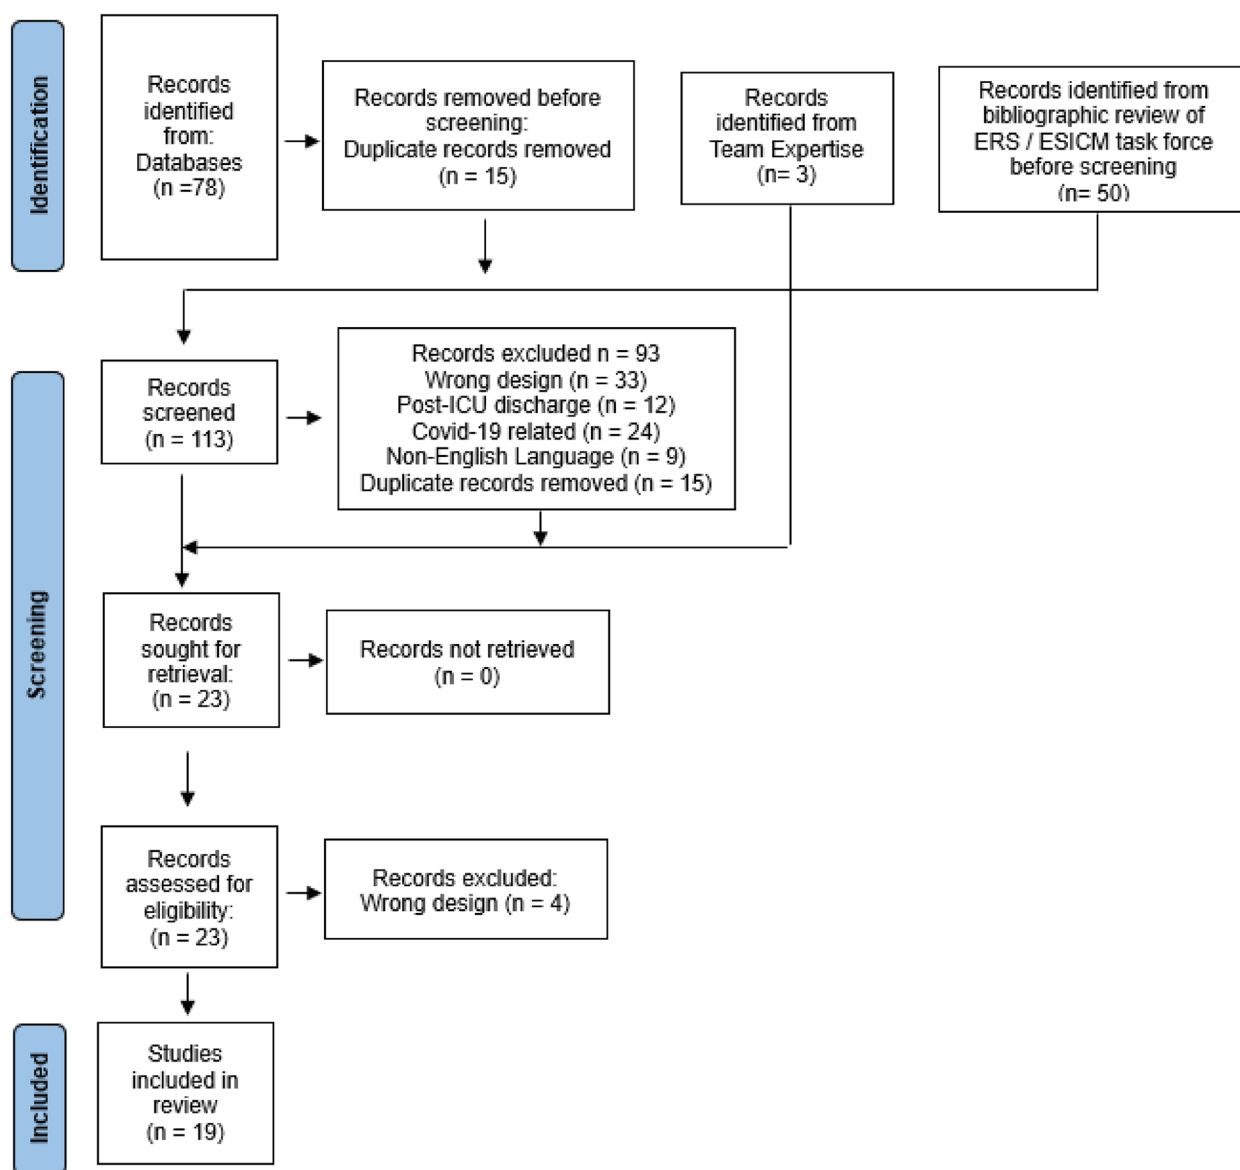 Identification
Records
identified
from:
Databases
(n =78)
Records removed before
screening:
Duplicate records removed
(n = 15)
Records
identified from
Team Expertise
(n= 3)
Records identified from
bibliographic review of
ERS / ESICM task force
before screening
(n= 50)
Screening
Records
screened
(n = 113)
Records excluded n = 93
Wrong design (n = 33)
Post-ICU discharge (n = 12)
Covid-19 related (n = 24)
Non-English Language (n = 9)
Duplicate records removed (n = 15)
Records
sought for
retrieval:
(n = 23)
Records not retrieved
(n = 0)
Records
assessed for
eligibility:
(n = 23)
Records excluded:
Wrong design (n = 4)
Included
Studies
included in
review
(n = 19)